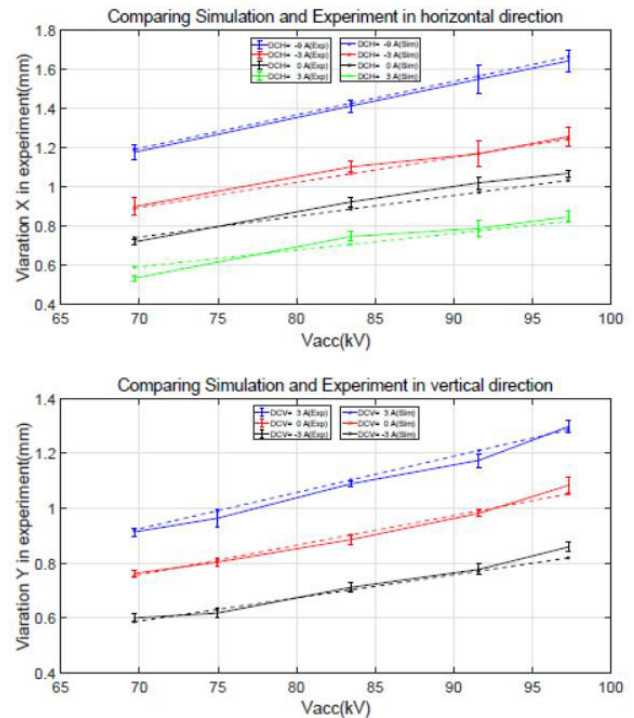 Comparing Simulation and Experiment in horizontal direction
DCH= -9 A(Exp) DCH= -9 A(Sim)
DCH= -3 A(Exp) DCH= -3 A(Sim)
DCH= 0 A(Exp) DCH= 0 A(Sim)
DCH= 3 A(Exp) DCH= 3 A(Sim)
Viaration X in experiment(mm)
1.8
1.6
1.4
1.2
1
0.8
0.6
0.4
65 70 75 80 85 90 95 100
Vacc(kV)
Comparing Simulation and Experiment in vertical direction
DCV= 3 A(Exp) DCV= 3 A(Sim)
DCV= 0 A(Exp) DCV= 0 A(Sim)
DCV= -3 A(Exp) DCV= -3 A(Sim)
Viaration Y in experiment(mm)
1.4
1.2
1
0.8
0.6
0.4
65 70 75 80 85 90 95 100
Vacc(kV)